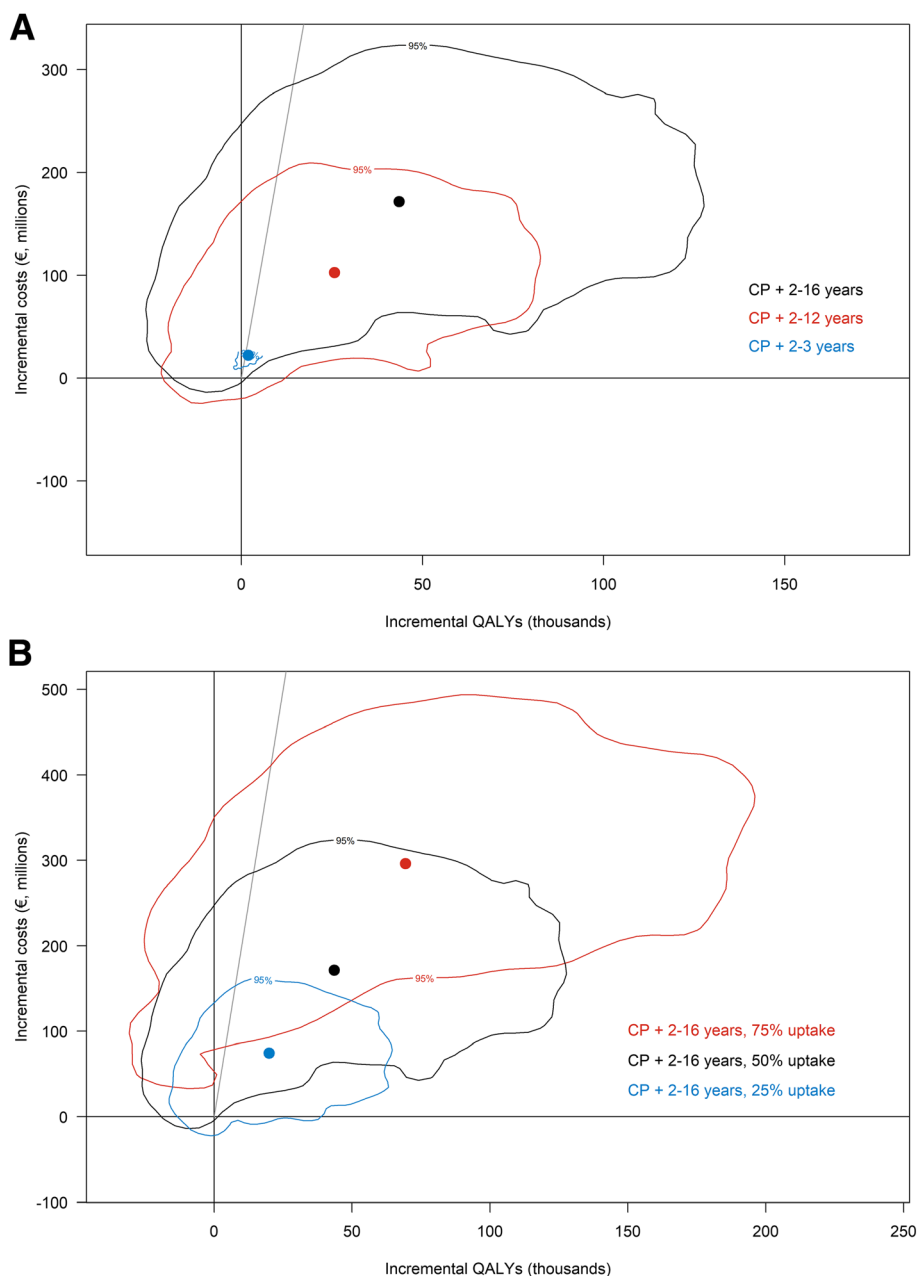 A
Incremental costs (€, millions)
300
200
100
0
-100
95%
95%
CP + 2-16 years
CP + 2-12 years
CP + 2-3 years
0 50 100 150
Incremental QALYs (thousands)
B
Incremental costs (€, millions)
500
400
300
200
100
0
-100
95%
95%
95%
CP + 2-16 years, 75% uptake
CP + 2-16 years, 50% uptake
CP + 2-16 years, 25% uptake
0 50 100 150 200 250
Incremental QALYs (thousands)